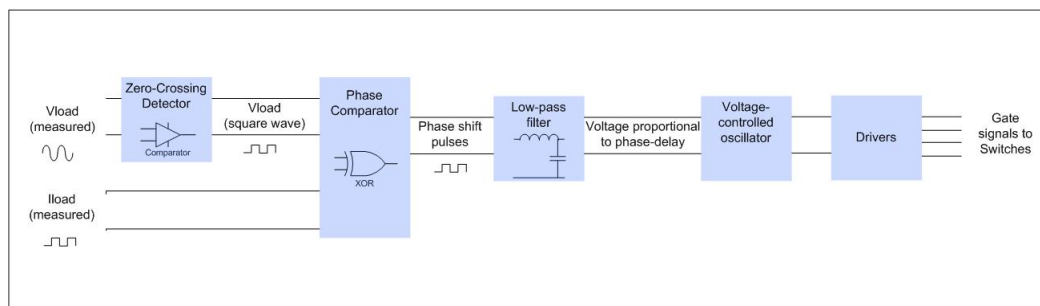 Vload
(measured)
Zero-Crossing
Detector
Comparator
Vload
(square wave)
Iload
(measured)
Phase
Comparator
XOR
Phase shift
pulses
Low-pass
filter
Voltage proportional
to phase-delay
Voltage-
controlled
oscillator
Drivers
Gate
signals to
Switches